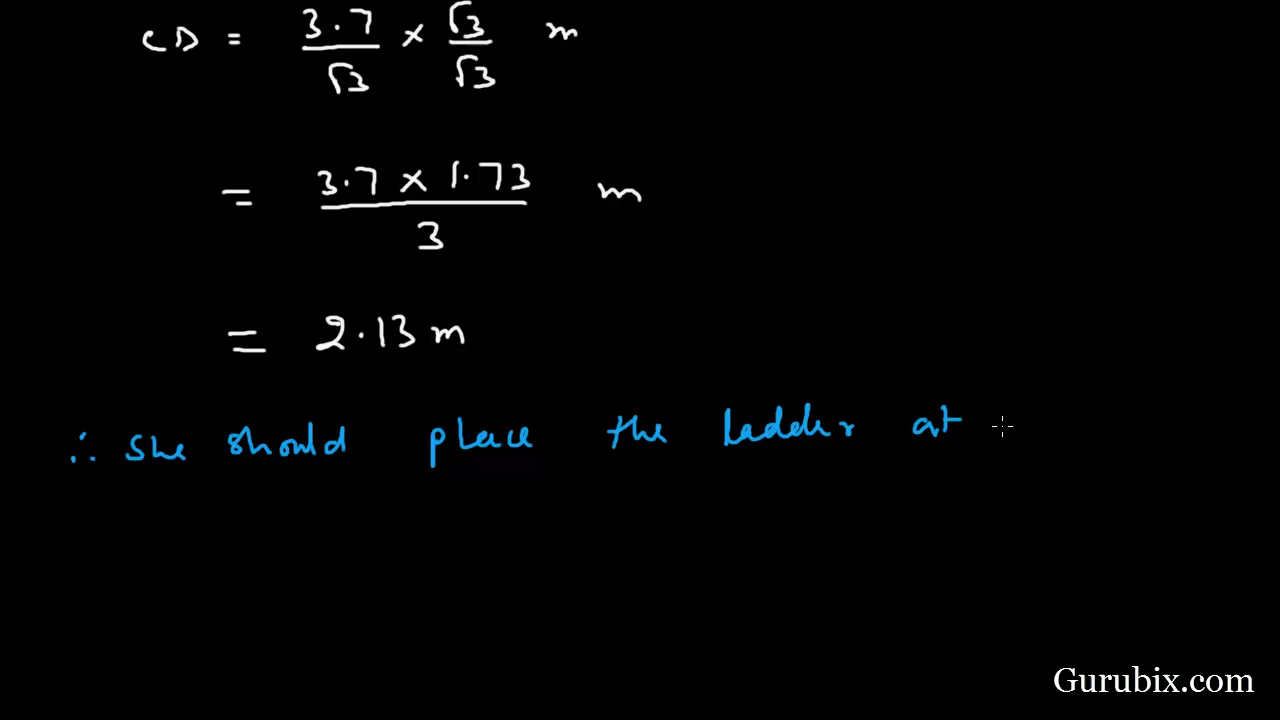 CD = 3.7/√3 × √3/√3 m
= 3.7 × 1.73 / 3 m
= 2.13 m
∴ She should place the ladder at
Gurubix.com